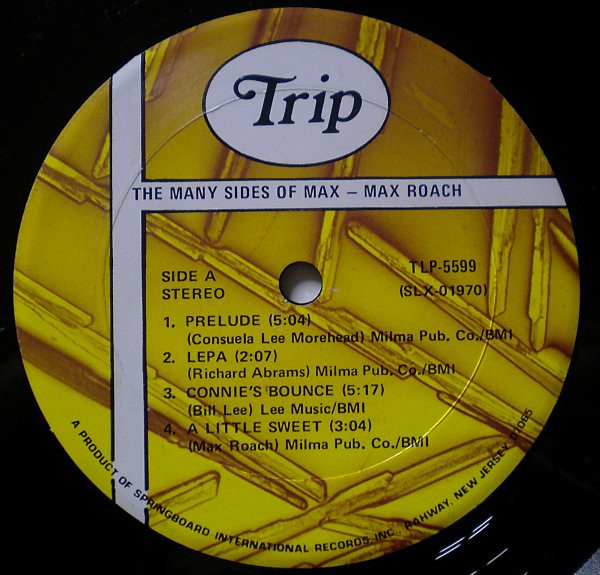 Trip
THE MANY SIDES OF MAX – MAX ROACH
SIDE A
STEREO
TLP-5599
(SLX-01970)
1. PRELUDE (5:04)
(Consuela Lee Morehead) Milma Pub. Co./BMI
2. LEPA (2:07)
(Richard Abrams) Milma Pub. Co./BMI
3. CONNIE'S BOUNCE (5:17)
(Bill Lee) Lee Music/BMI
4. A LITTLE SWEET (3:04)
(Max Roach) Milma Pub. Co./BMI
A PRODUCT OF SPRINGBOARD INTERNATIONAL RECORDS, INC., RAHWAY, NEW JERSEY 07065